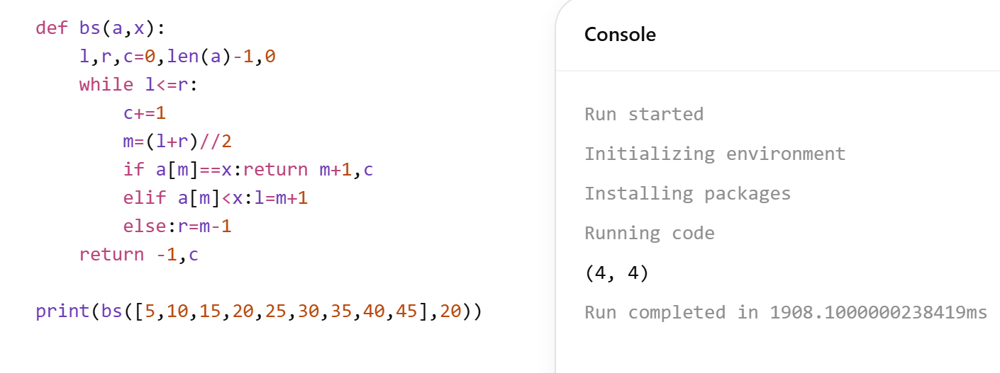 def bs(a,x):
    l,r,c=0,len(a)-1,0
    while l<=r:
        c+=1
        m=(l+r)//2
        if a[m]==x:return m+1,c
        elif a[m]<x:l=m+1
        else:r=m-1
    return -1,c

print(bs([5,10,15,20,25,30,35,40,45],20))
Console
Run started
Initializing environment
Installing packages
Running code
(4, 4)
Run completed in 1908.1000000238419ms